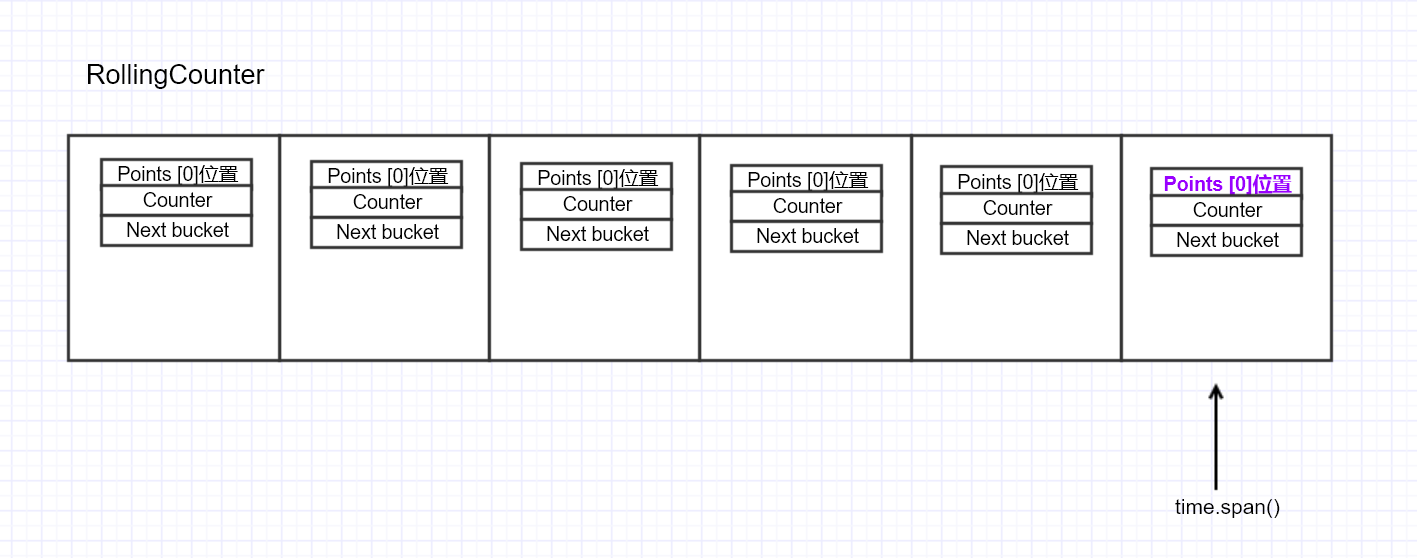 RollingCounter
Points [0]位置
Counter
Next bucket
Points [0]位置
Counter
Next bucket
Points [0]位置
Counter
Next bucket
Points [0]位置
Counter
Next bucket
Points [0]位置
Counter
Next bucket
Points [0]位置
Counter
Next bucket
time.span()